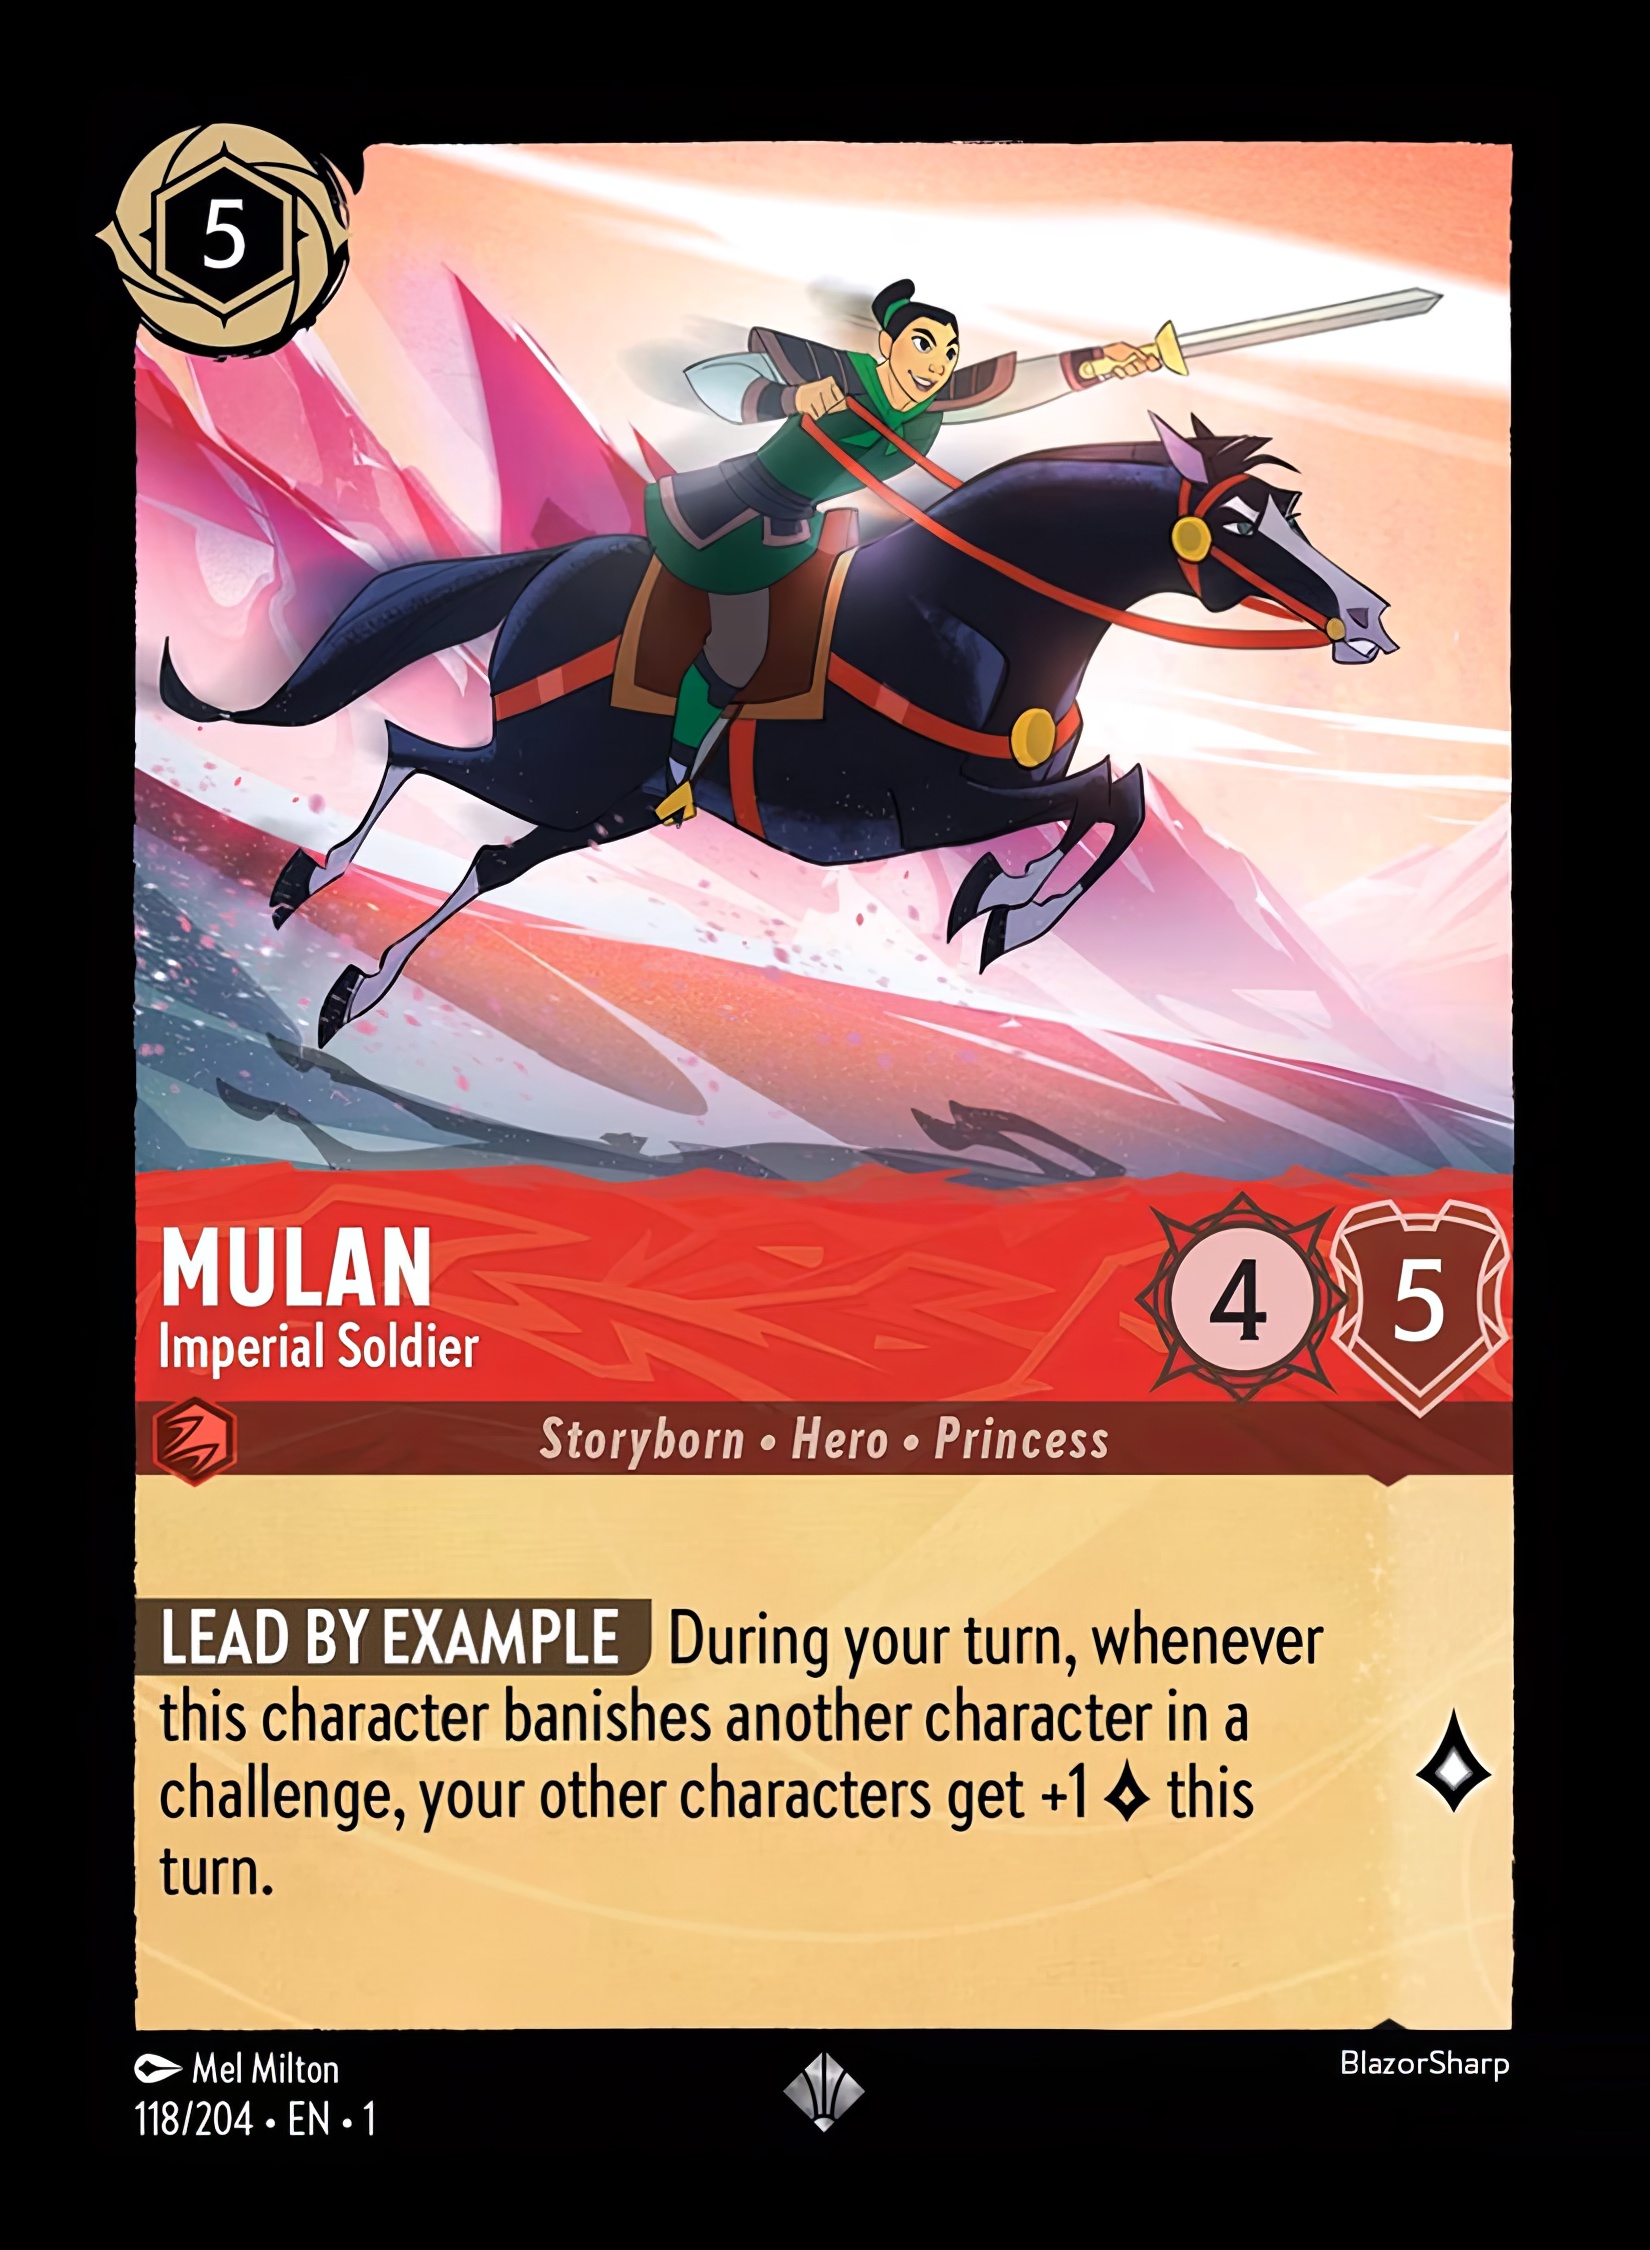 5
MULAN
Imperial Soldier
4
5
Storyborn • Hero • Princess
LEAD BY EXAMPLE During your turn, whenever
this character banishes another character in a
challenge, your other characters get +1 this
turn.
Mel Milton
118/204 • EN • 1
BlazorSharp